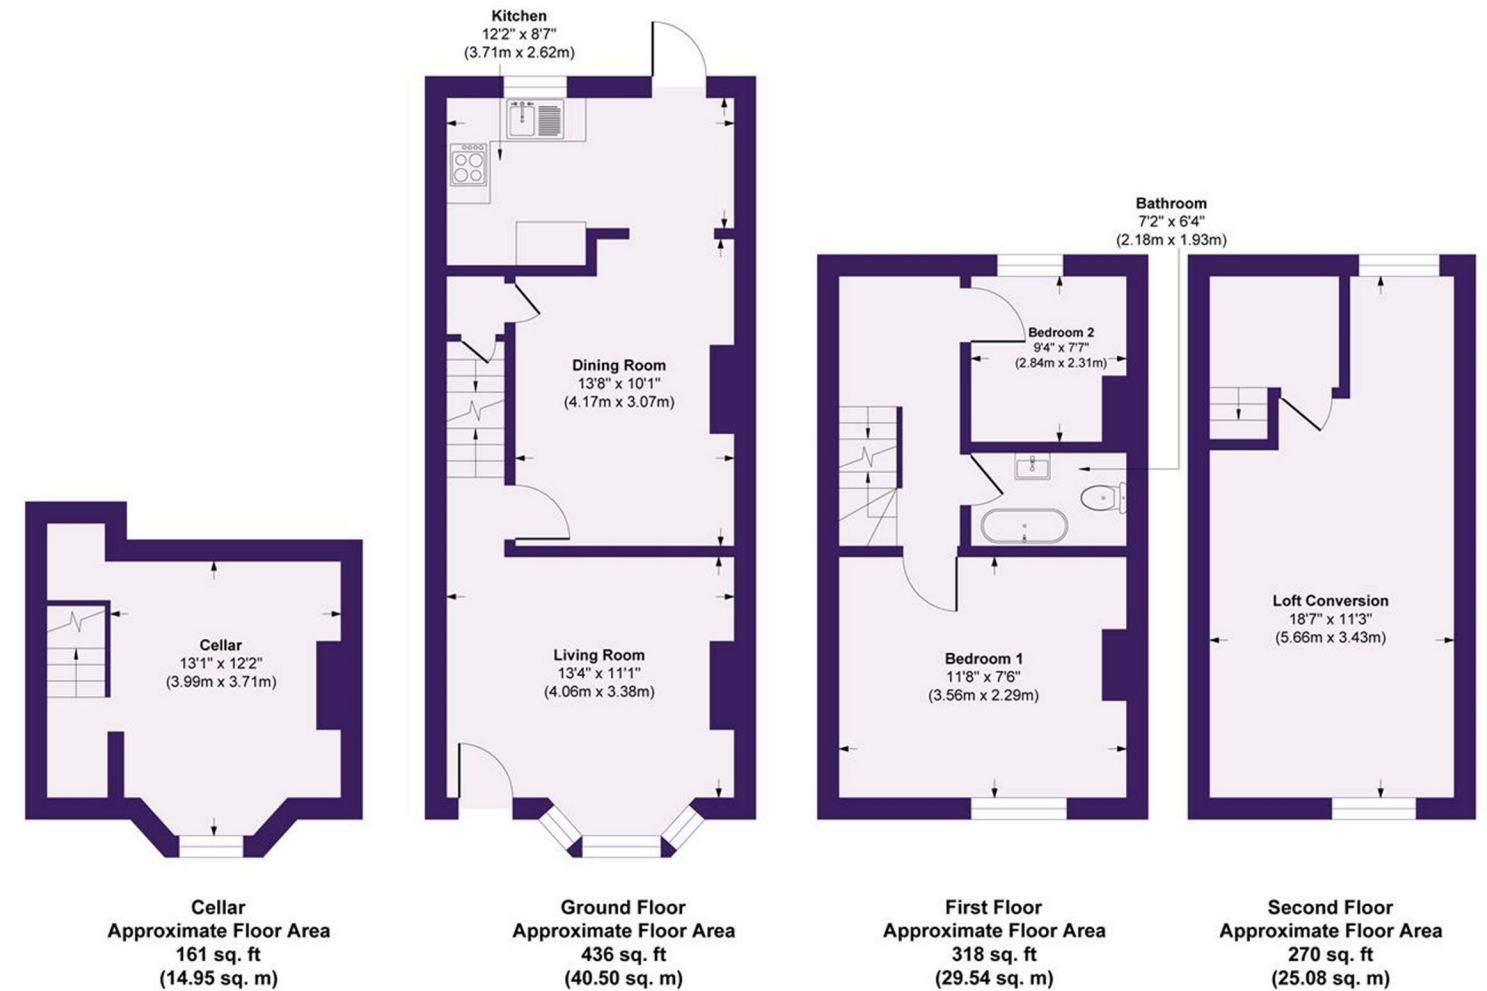 Kitchen
12'2" x 8'7"
(3.71m x 2.62m)
Bathroom
7'2" x 6'4"
(2.18m x 1.93m)
Bedroom 2
9'4" x 7'7"
(2.84m x 2.31m)
Dining Room
13'8" x 10'1"
(4.17m x 3.07m)
Cellar
13'1" x 12'2"
(3.99m x 3.71m)
Living Room
13'4" x 11'1"
(4.06m x 3.38m)
Bedroom 1
11'8" x 7'6"
(3.56m x 2.29m)
Loft Conversion
18'7" x 11'3"
(5.66m x 3.43m)
Cellar
Approximate Floor Area
161 sq. ft
(14.95 sq. m)
Ground Floor
Approximate Floor Area
436 sq. ft
(40.50 sq. m)
First Floor
Approximate Floor Area
318 sq. ft
(29.54 sq. m)
Second Floor
Approximate Floor Area
270 sq. ft
(25.08 sq. m)